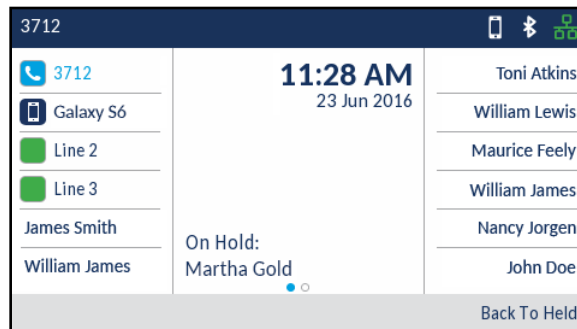 3712
3712
Galaxy S6
Line 2
Line 3
James Smith
William James
11:28 AM
23 Jun 2016
On Hold:
Martha Gold
Toni Atkins
William Lewis
Maurice Feely
William James
Nancy Jorgen
John Doe
Back To Held